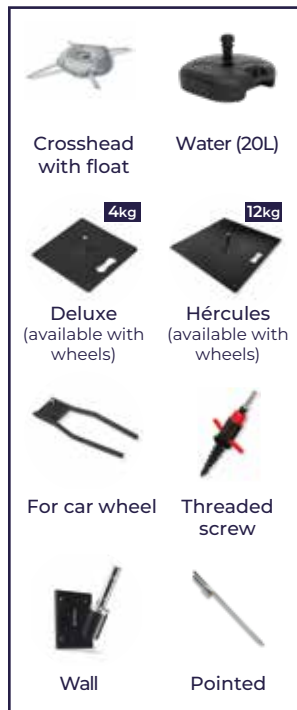 Crosshead
with float
Water (20L)
4kg
12kg
Deluxe
(available with
wheels)
Hércules
(available with
wheels)
For car wheel
Threaded
screw
Wall
Pointed